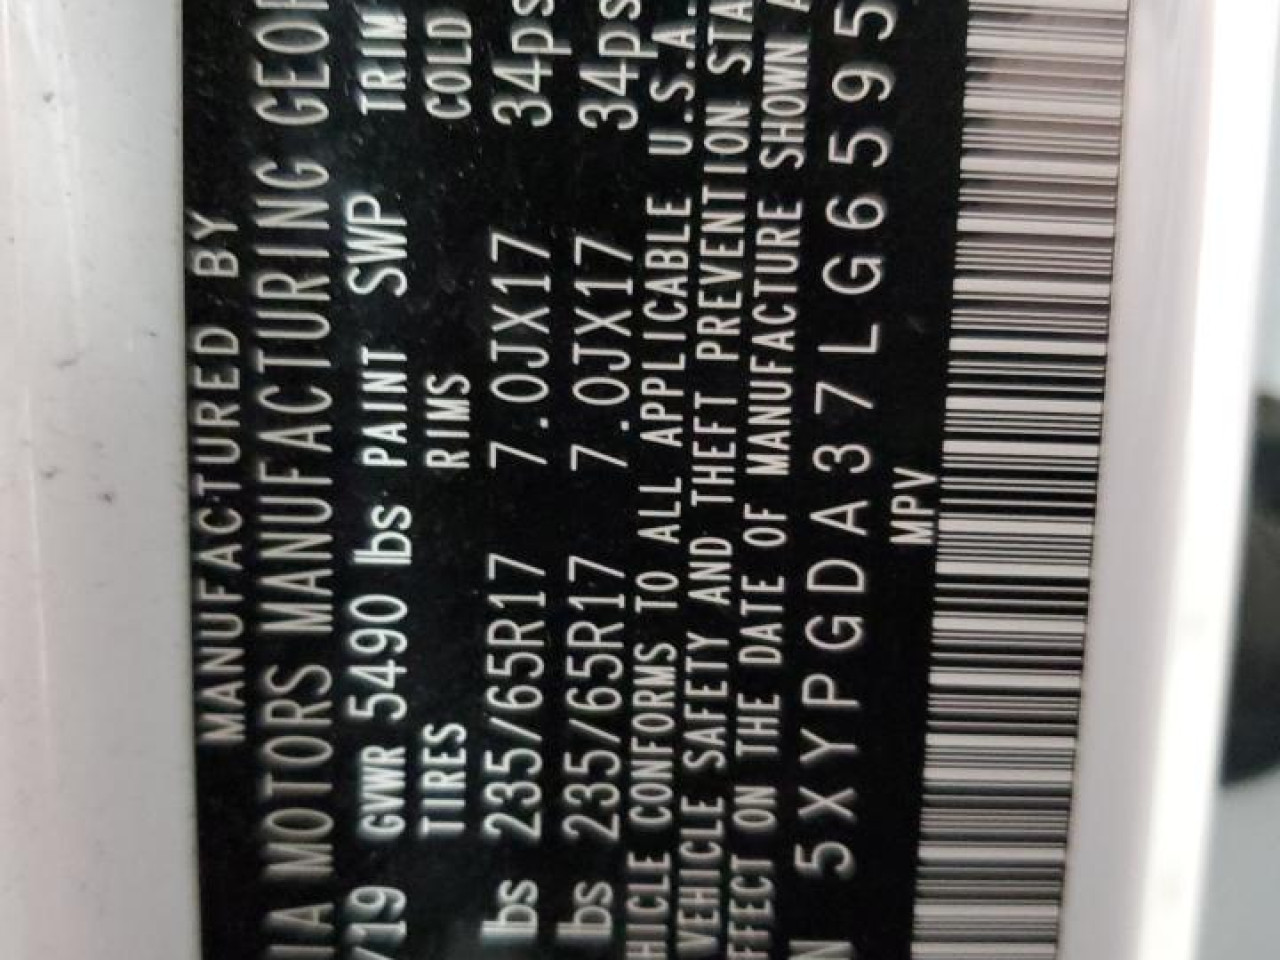 MANUFACTURED BY
IA MOTORS MANUFACTURING GEOR
/19 GVWR 5490 lbs PAINT SWP TRIM
TIRES RIMS COLD
lbs 235/65R17 7.0JX17 34ps
lbs 235/65R17 7.0JX17 34ps
HICLE CONFORMS TO ALL APPLICABLE U.S.A.
VEHICLE SAFETY AND THEFT PREVENTION STA
FFECT ON THE DATE OF MANUFACTURE SHOWN A
N 5XYPGDA37LG6595
MPV